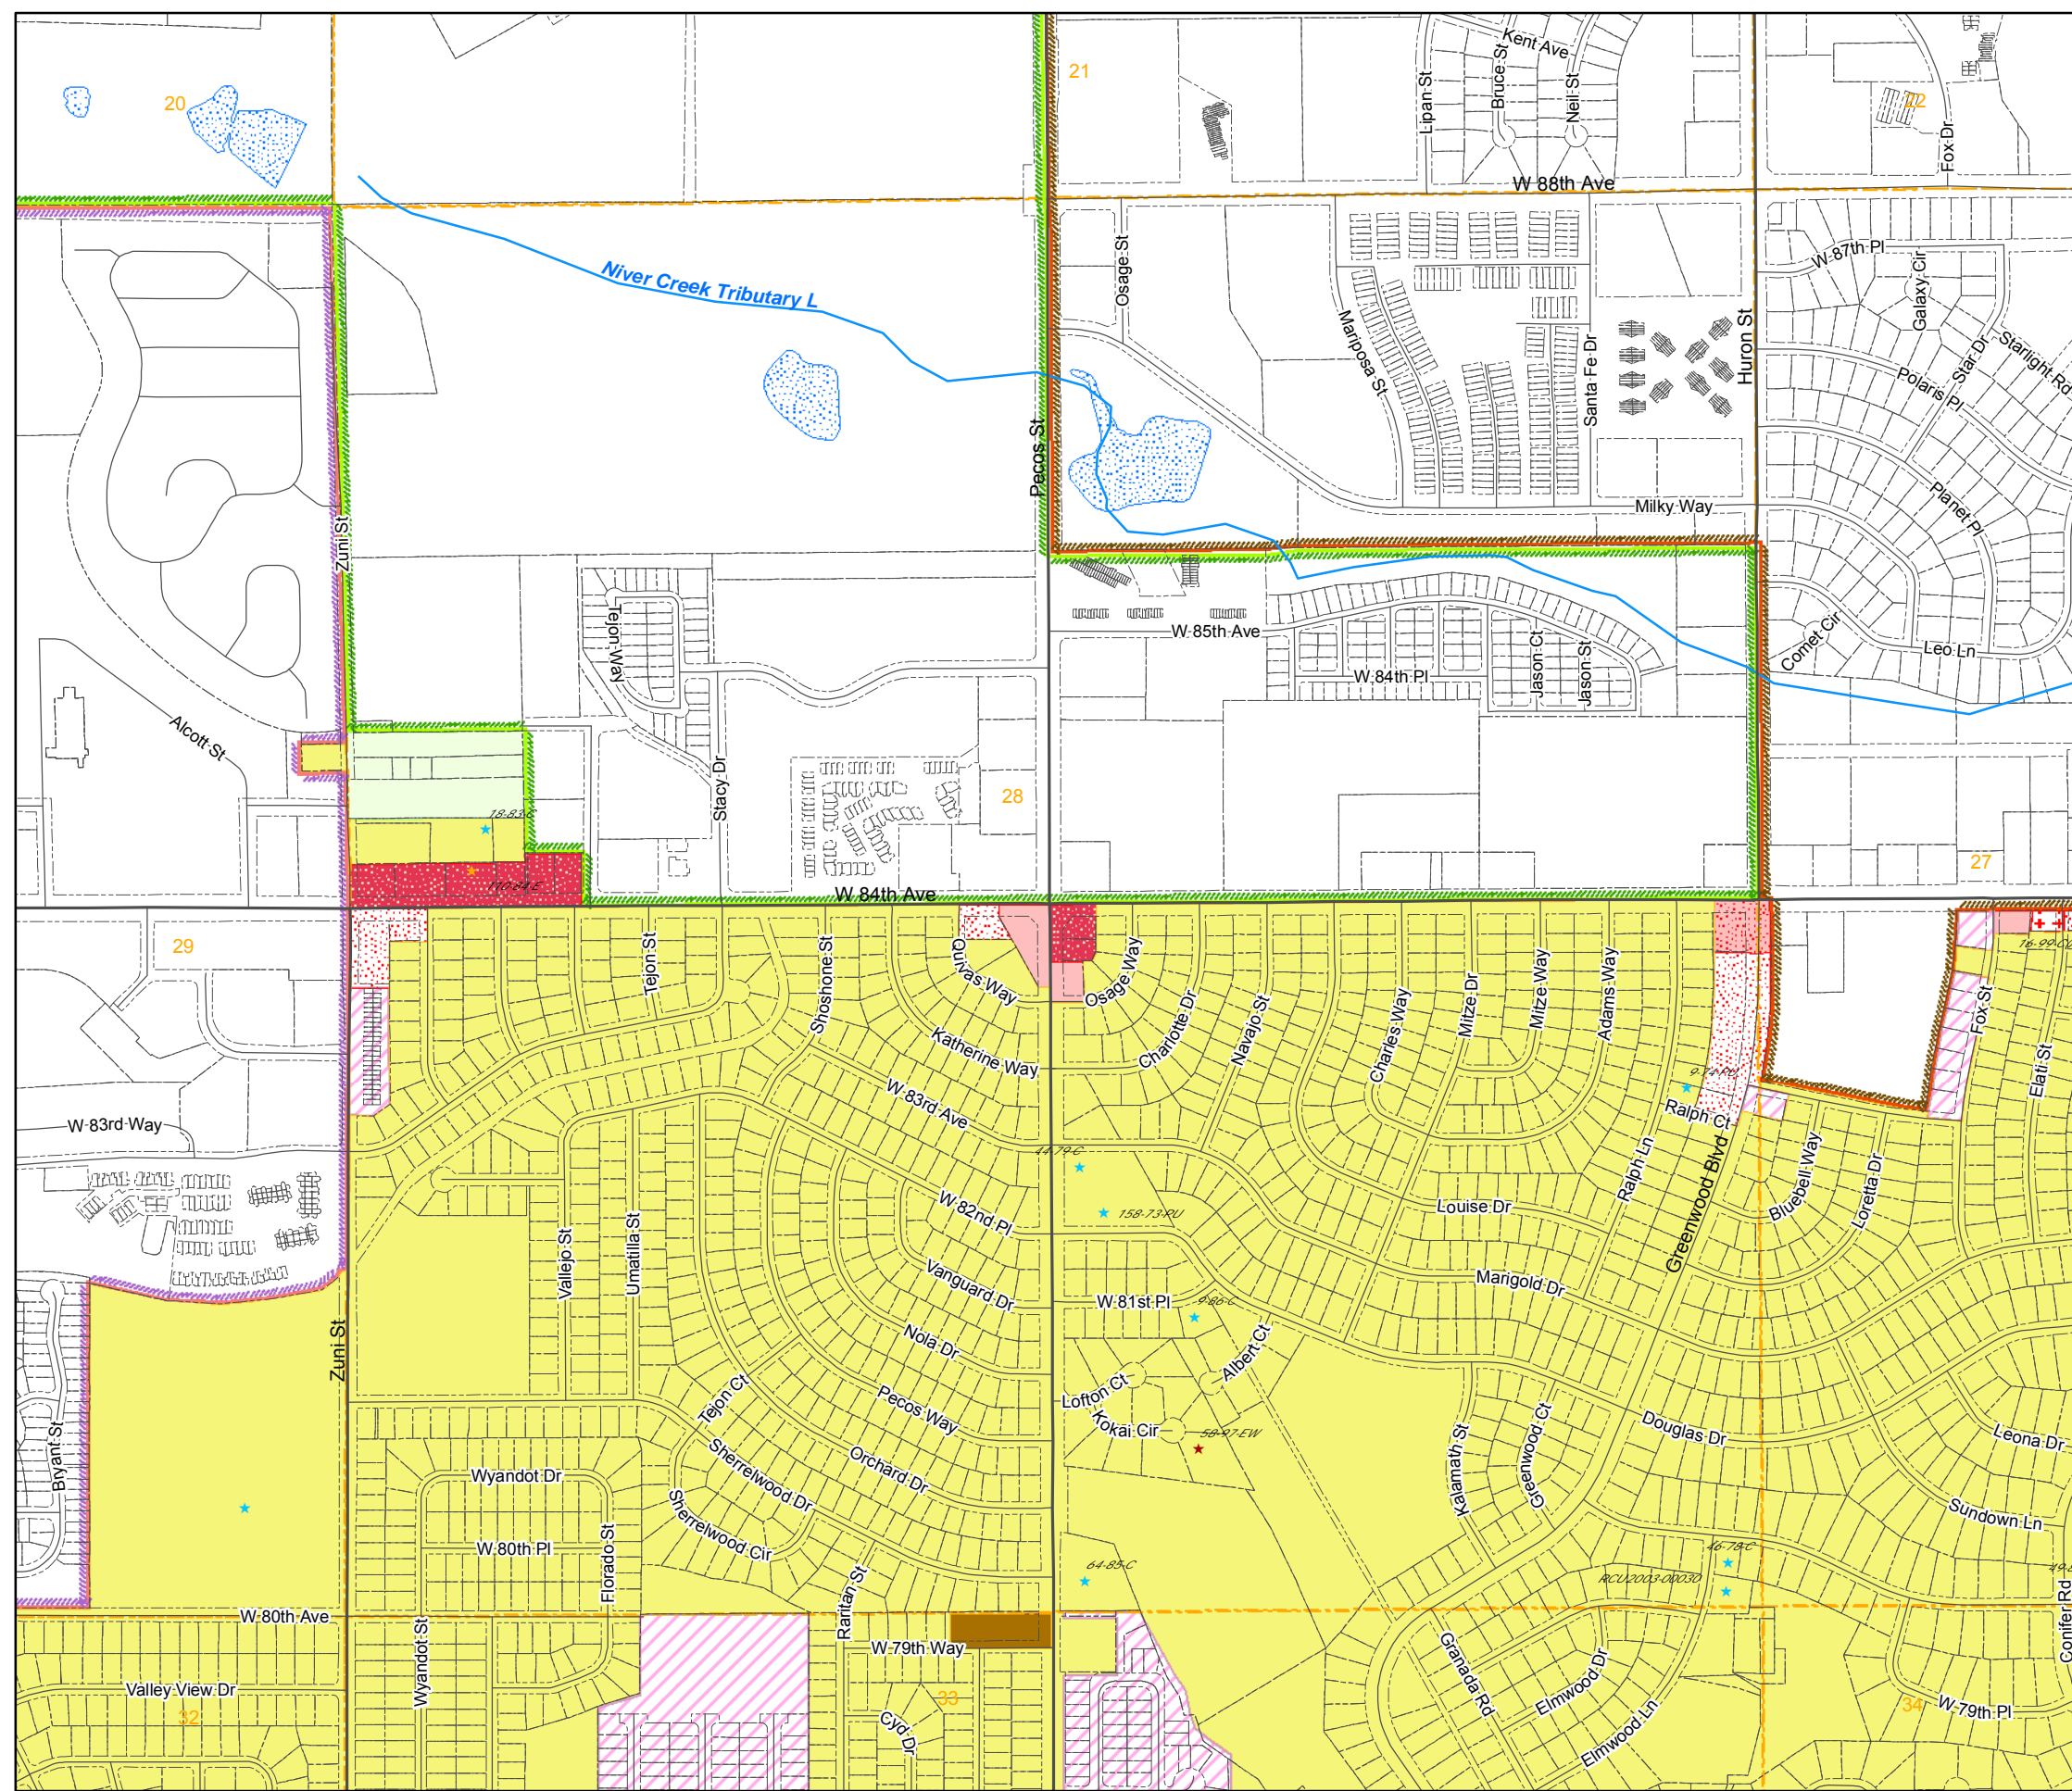 Kent Ave
21
Lipan St
Bruce St
Neil St
20
22
Fox Dr
W 88th Ave
W 87th Pl
Osage St
Galaxy Cir
Niver Creek Tributary L
Mariposa St
Huron St
Santa Fe Dr
Star Dr
Starlight Rd
Polaris Pl
Pecos St
Milky Way
Planet Pl
Zuni St
Tejon Way
W 85th Ave
Comet Cir
Jason Ct
Jason St
Leo Ln
W 84th Pl
Alcott St
Stacy Dr
28
18-83-C
27
110-84-E
W 84th Ave
29
Tejon St
Shoshone St
Quivas Way
Osage Way
Charlotte Dr
Navajo St
Charles Way
Mitze Dr
Mitze Way
Adams Way
16-99-CU
Fox St
Elati St
Katherine Way
W 83rd Ave
Ralph Ct
W 83rd Way
44-79-C
Ralph Ln
Greenwood Blvd
Bluebell Way
Loretta Dr
W 82nd Pl
158-73-PU
Louise Dr
Vallejo St
Umatilla St
Vanguard Dr
Marigold Dr
W 81st Pl
9-86-C
Zuni St
Nola Dr
Albert Ct
Tejon Ct
Pecos Way
Lofton Ct
Kokai Cir
58-97-EW
Kalamath St
Greenwood Ct
Douglas Dr
Leona Dr
Bryant St
Wyandot Dr
Sherrelwood Dr
Orchard Dr
Sherrelwood Cir
Sundown Ln
W 80th Pl
Florado St
64-85-C
46-78-C
RCU2003-00030
Raritan St
W 80th Ave
Wyandot St
W 79th Way
Granada Rd
Elmwood Dr
Elmwood Ln
Conifer Rd
Valley View Dr
32
33
34
Cyd Dr
W 79th Pl